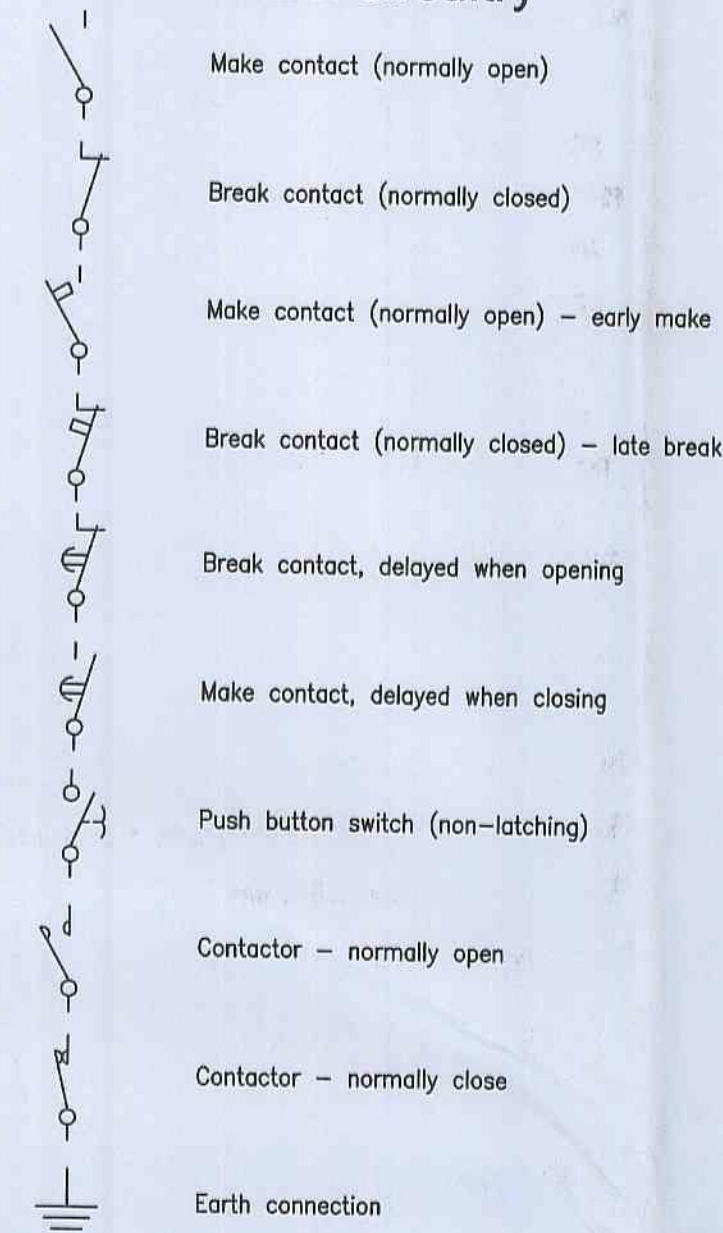 Make contact (normally open)
Break contact (normally closed)
Make contact (normally open) – early make
Break contact (normally closed) – late break
Break contact, delayed when opening
Make contact, delayed when closing
Push button switch (non–latching)
Contactor – normally open
Contactor – normally close
Earth connection